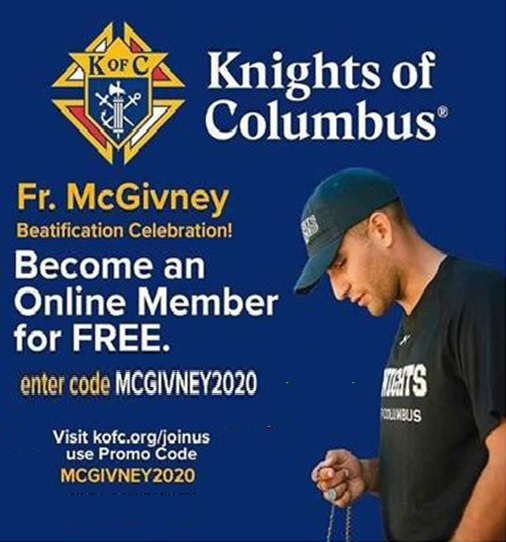 K OF C
Knights of
Columbus®
Fr. McGivney
Beatification Celebration!
Become an
Online Member
for FREE.
enter code MCGIVNEY2020
Visit kofc.org/joinus
use Promo Code
MCGIVNEY2020
KNIGHTS
COLUMBUS